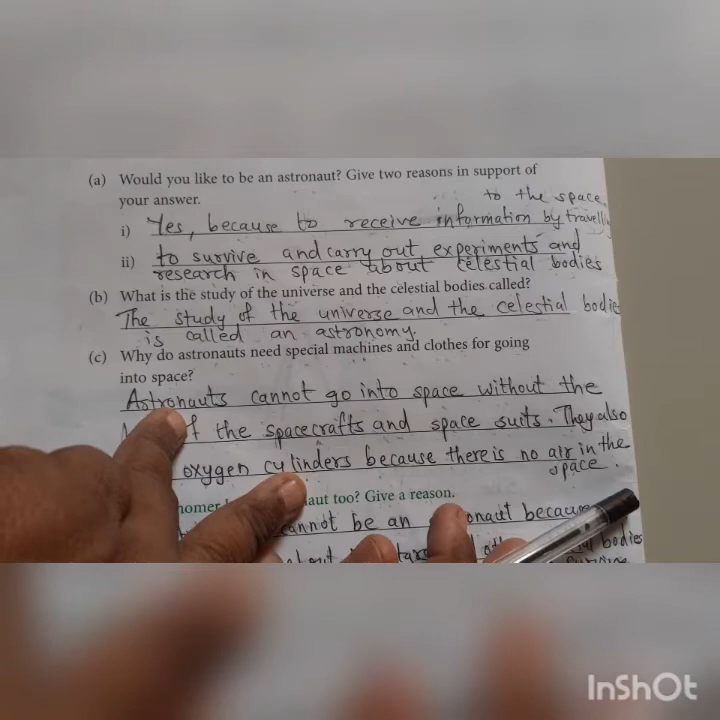 (a) Would you like to be an astronaut? Give two reasons in support of
your answer.
to the space
i) Yes, because to receive information by travelli
ii) to survive and carry out experiments and
research in space about celestial bodies
(b) What is the study of the universe and the celestial bodies called?
The study of the universe and the celestial bodie
is called an astronomy.
(c) Why do astronauts need special machines and clothes for going
into space?
Astronauts cannot go into space without the
of the spacecrafts and space suits. They also
oxygen cylinders because there is no air in the
space.
nomer aut too? Give a reason.
cannot be an onaut because
about bodies
InShOt